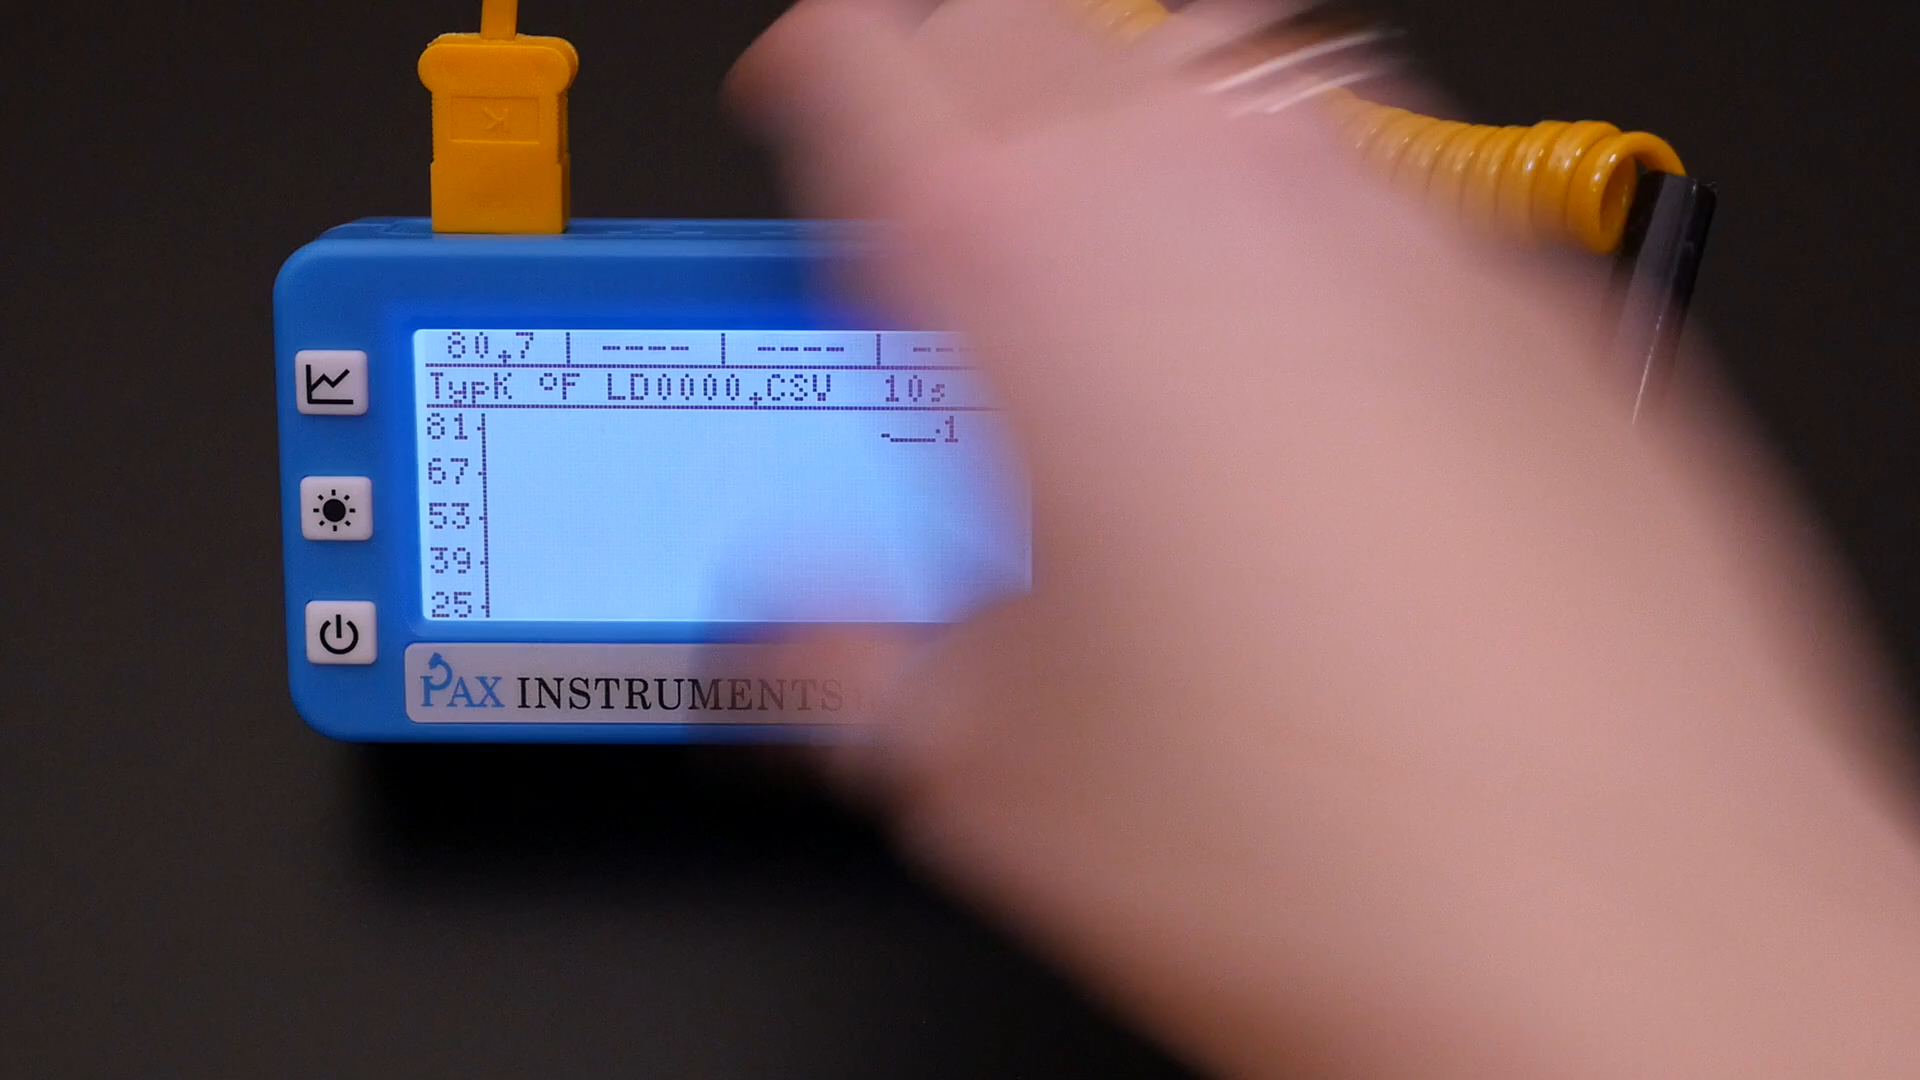 K
80.7 | ---- | ---- | --
TypK °F LD0000.CSV 10s
81
1
67
53
39
25
PAX INSTRUMENTS